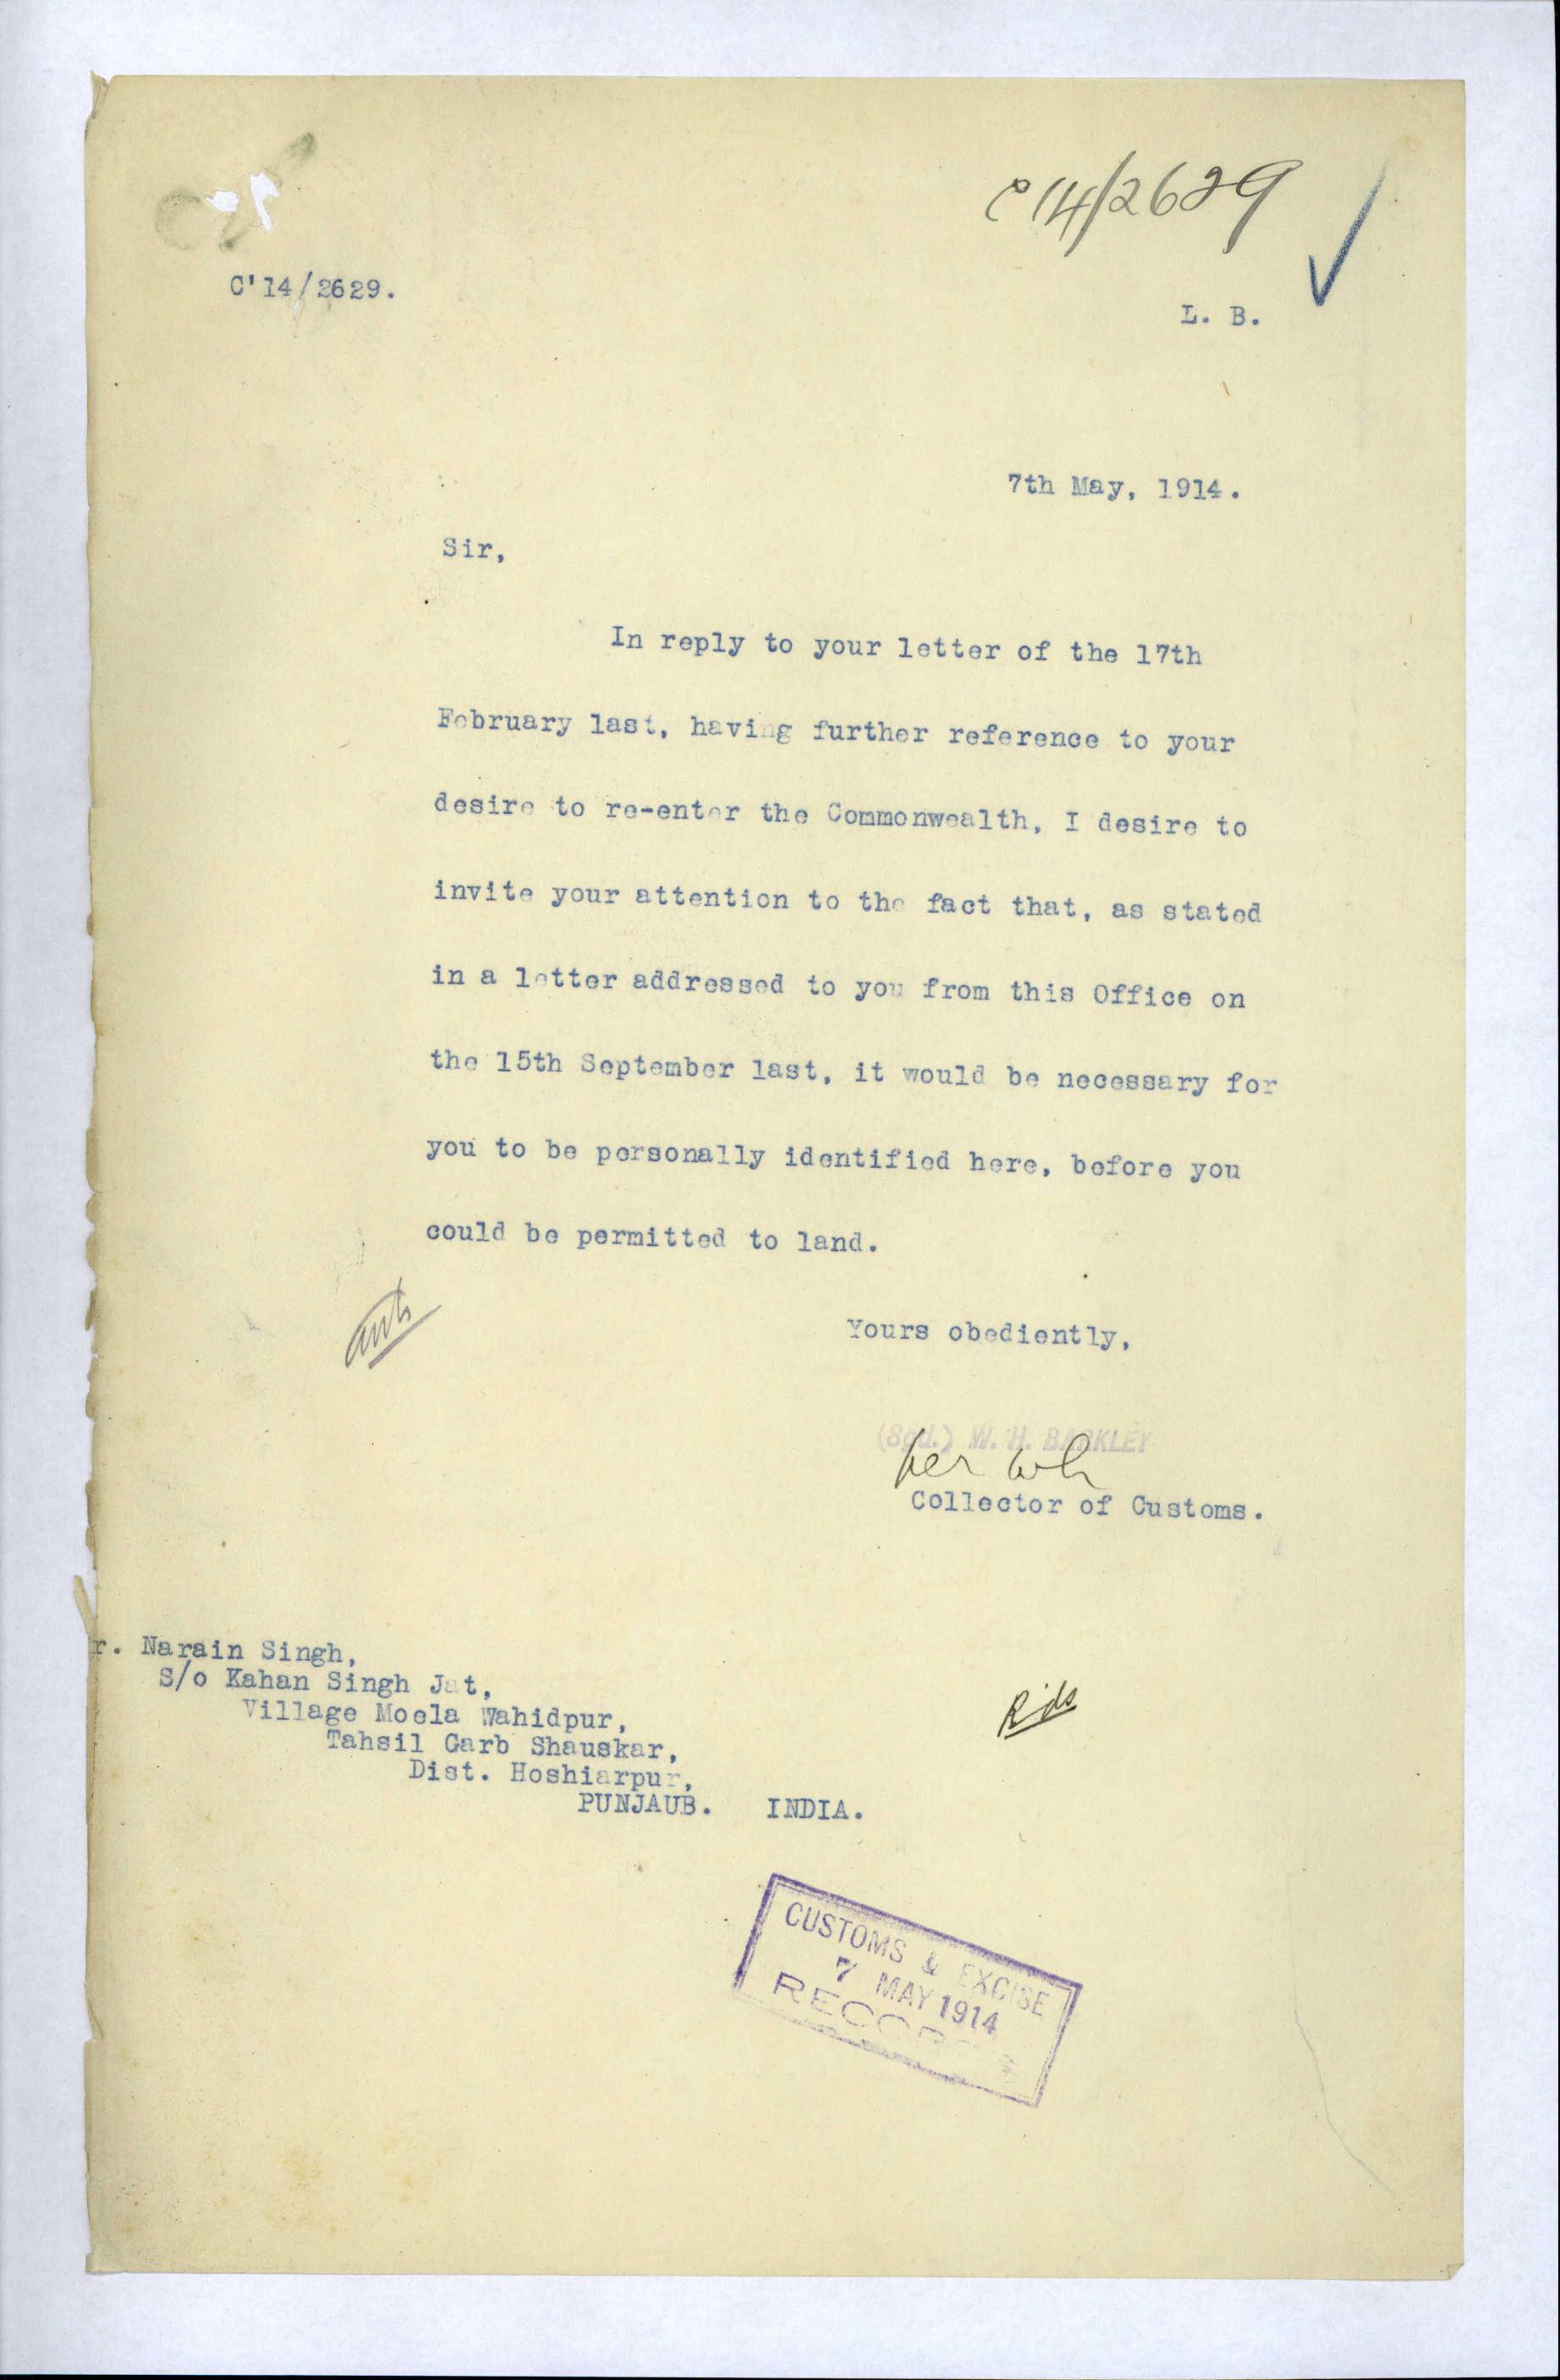 C14/2629
C'14/2629.
L. B.
7th May, 1914.
Sir,
In reply to your letter of the 17th
February last, having further reference to your
desire to re-enter the Commonwealth, I desire to
invite your attention to the fact that, as stated
in a letter addressed to you from this Office on
the 15th September last, it would be necessary for
you to be personally identified here, before you
could be permitted to land.
Yours obediently,
(Sgd.) W. H. BARKLEY
per
Collector of Customs.
r. Narain Singh,
S/o Kahan Singh Jat,
Village Moela Wahidpur,
Tahsil Garb Shauskar,
Dist. Hoshiarpur,
PUNJAUB. INDIA.
CUSTOMS & EXCISE
7 MAY 1914
RECORDS